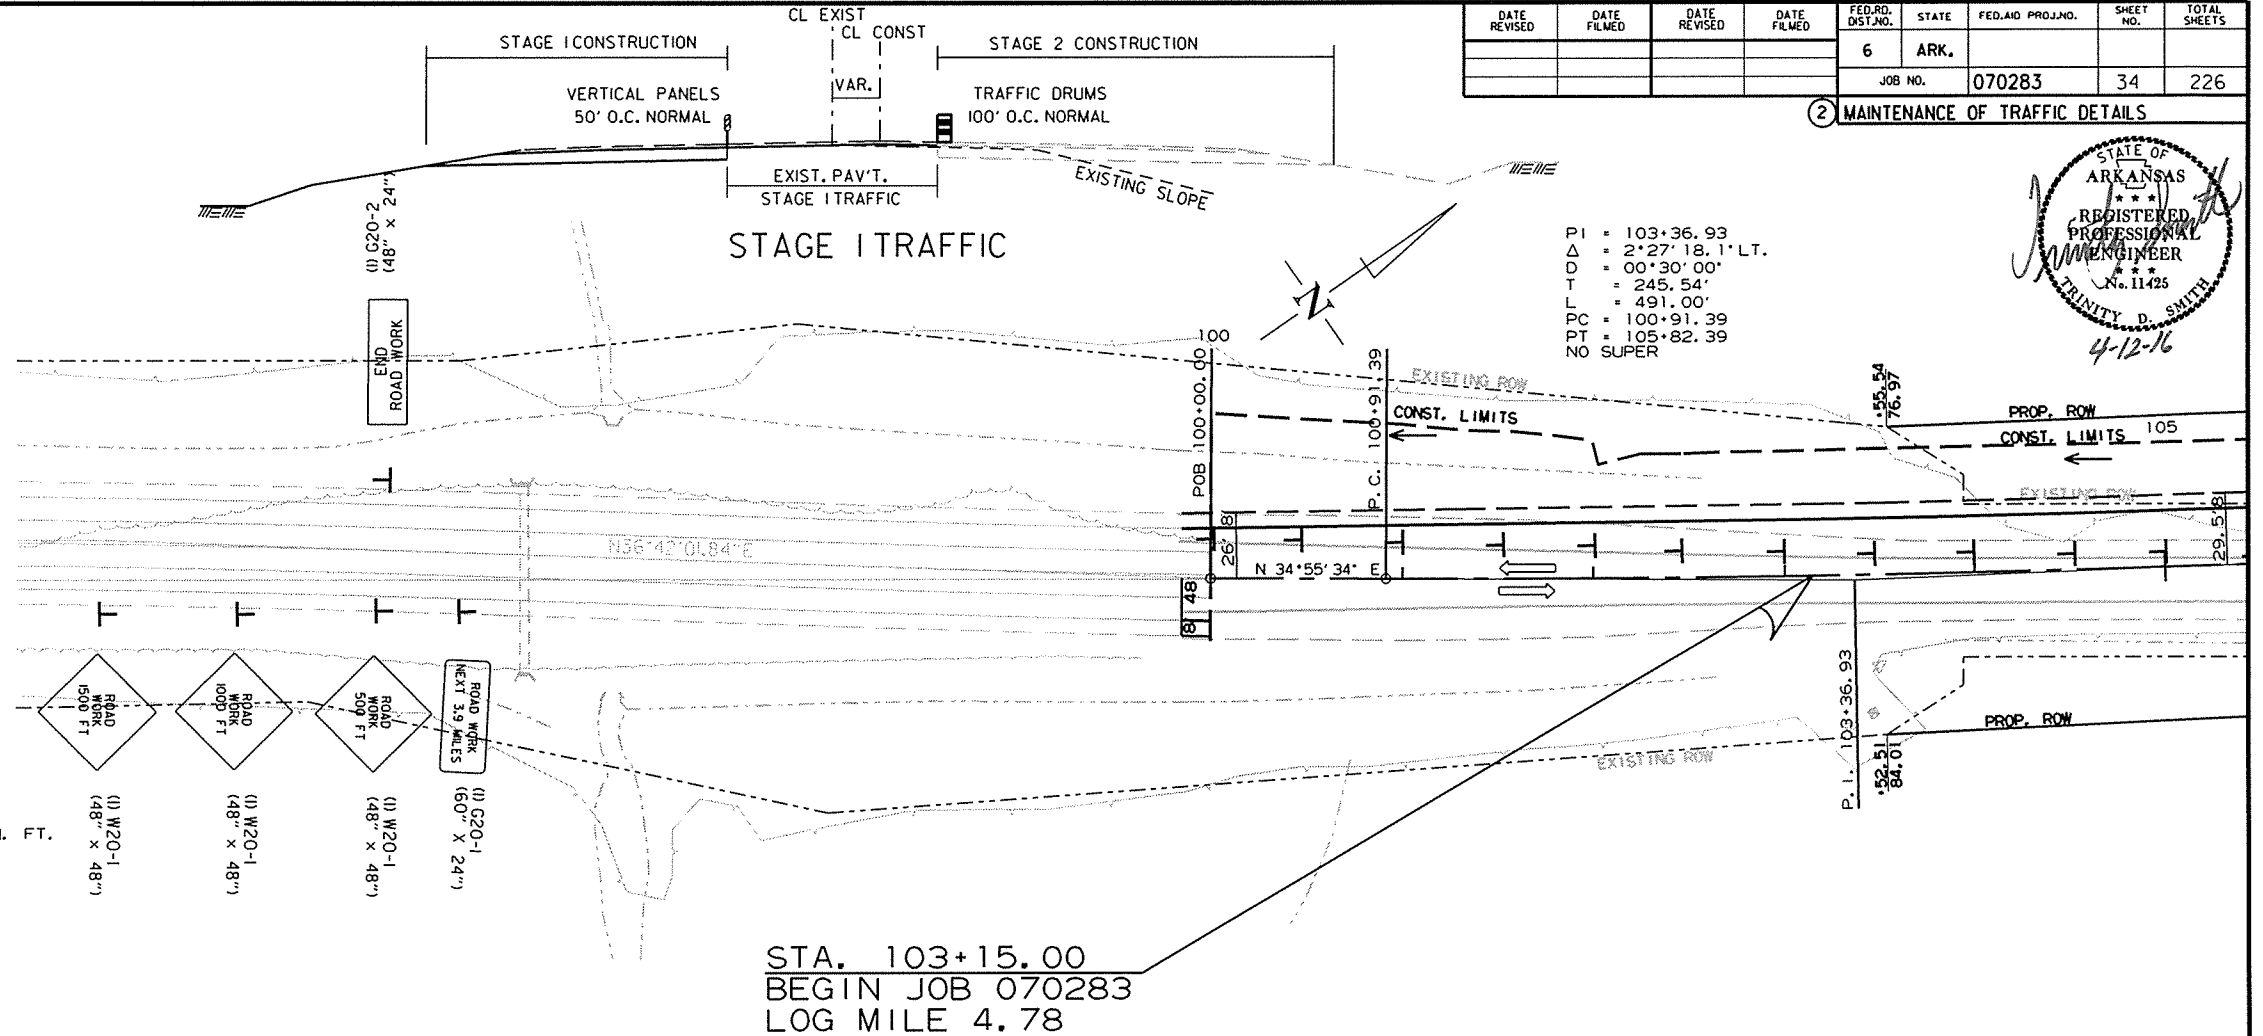 DATE REVISED
DATE FILMED
DATE REVISED
DATE FILMED
FED.RD. DIST.NO.
STATE
FED.AID PROJ.NO.
SHEET NO.
TOTAL SHEETS
6
ARK.
JOB NO.
070283
34
226
2 MAINTENANCE OF TRAFFIC DETAILS
CL EXIST
CL CONST
STAGE 1 CONSTRUCTION
STAGE 2 CONSTRUCTION
VAR.
VERTICAL PANELS
50' O.C. NORMAL
TRAFFIC DRUMS
100' O.C. NORMAL
EXIST. PAV'T.
STAGE 1 TRAFFIC
EXISTING SLOPE
STAGE 1 TRAFFIC
N
STATE OF
ARKANSAS
REGISTERED
PROFESSIONAL
ENGINEER
No. 11425
TRINITY D. SMITH
4-12-16
PI = 103+36.93
Δ = 2°27'18.1" LT.
D = 00°30'00"
T = 245.54'
L = 491.00'
PC = 100+91.39
PT = 105+82.39
NO SUPER
(1) G20-2
(48" x 24")
END
ROAD WORK
100
POB 100+00.00
P.C. 100+91.39
EXISTING ROW
CONST. LIMITS
+55.54
76.97
PROP. ROW
CONST. LIMITS
105
EXISTING ROW
N36°42'01.84"E
26'
8
N 34°55'34" E
29.5'
8
48
8
P.I. 103+36.93
+52.51
84.01
PROP. ROW
EXISTING ROW
ROAD
WORK
1500 FT
ROAD
WORK
1000 FT
ROAD
WORK
500 FT
ROAD WORK
NEXT 3.9 MILES
(1) W20-1
(48" x 48")
(1) W20-1
(48" x 48")
(1) W20-1
(48" x 48")
(1) G20-1
(60" X 24")
FT.
STA. 103+15.00
BEGIN JOB 070283
LOG MILE 4.78